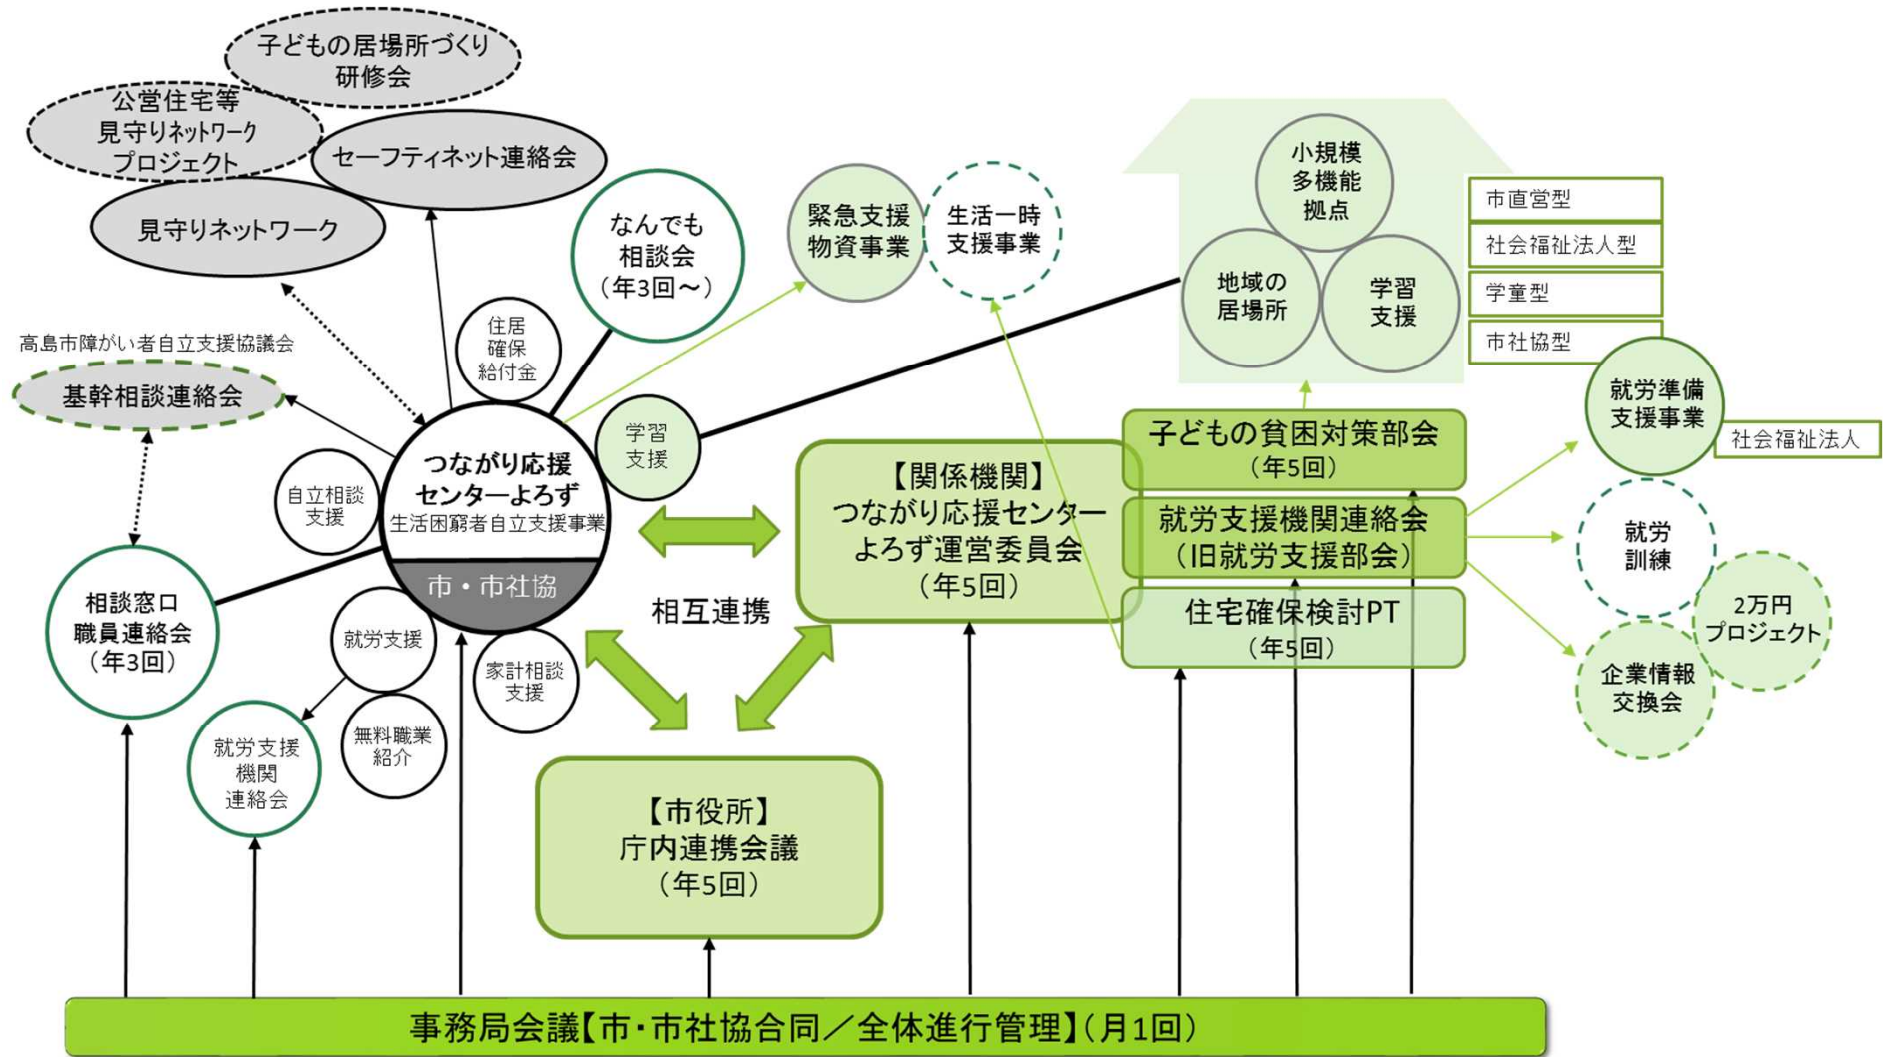 子どもの居場所づくり
研修会
公営住宅等
見守りネットワーク
プロジェクト
セーフティネット連絡会
見守りネットワーク
高島市障がい者自立支援協議会
基幹相談連絡会
なんでも
相談会
（年3回～）
緊急支援
物資事業
生活一時
支援事業
小規模
多機能
拠点
地域の
居場所
学習
支援
市直営型
社会福祉法人型
学童型
市社協型
住居
確保
給付金
学習
支援
つながり応援
センターよろず
生活困窮者自立支援事業
市・市社協
自立相談
支援
相談窓口
職員連絡会
（年3回）
就労支援
家計相談
支援
無料職業
紹介
就労支援
機関
連絡会
相互連携
【関係機関】
つながり応援センター
よろず運営委員会
（年5回）
子どもの貧困対策部会
（年5回）
就労支援機関連絡会
（旧就労支援部会）
住宅確保検討PT
（年5回）
就労準備
支援事業
社会福祉法人
就労
訓練
2万円
プロジェクト
企業情報
交換会
【市役所】
庁内連携会議
（年5回）
事務局会議【市・市社協合同／全体進行管理】（月1回）